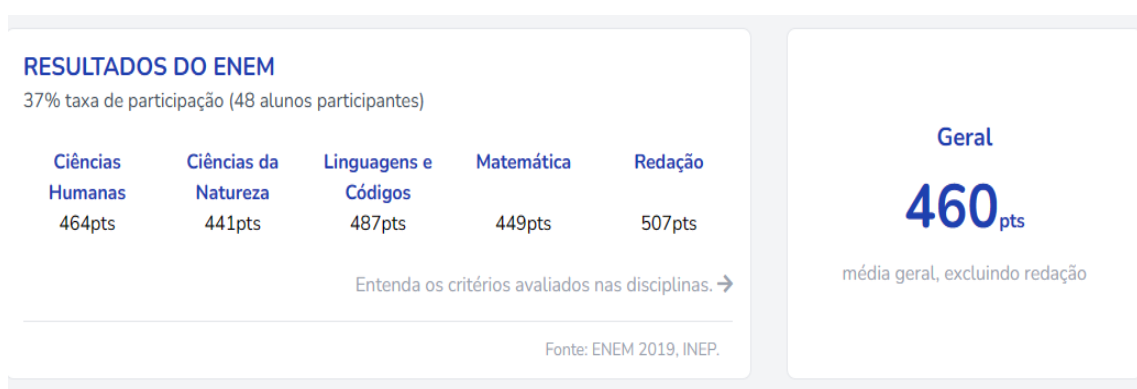 RESULTADOS DO ENEM
37% taxa de participação (48 alunos participantes)
Ciências Humanas
464pts
Ciências da Natureza
441pts
Linguagens e Códigos
487pts
Matemática
449pts
Redação
507pts
Entenda os critérios avaliados nas disciplinas. →
Fonte: ENEM 2019, INEP.
Geral
460pts
média geral, excluindo redação